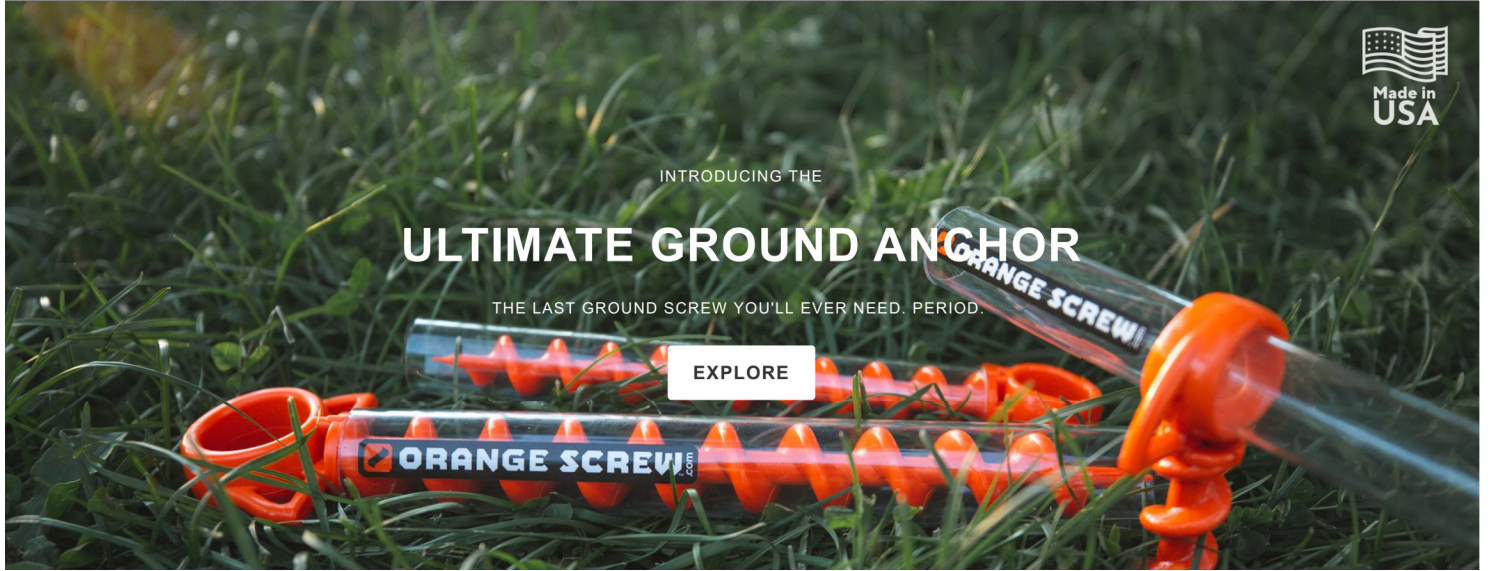 Made in
USA
INTRODUCING THE
ULTIMATE GROUND ANCHOR
ORANGE SCREW
THE LAST GROUND SCREW YOU'LL EVER NEED. PERIOD.
EXPLORE
ORANGE SCREW.com